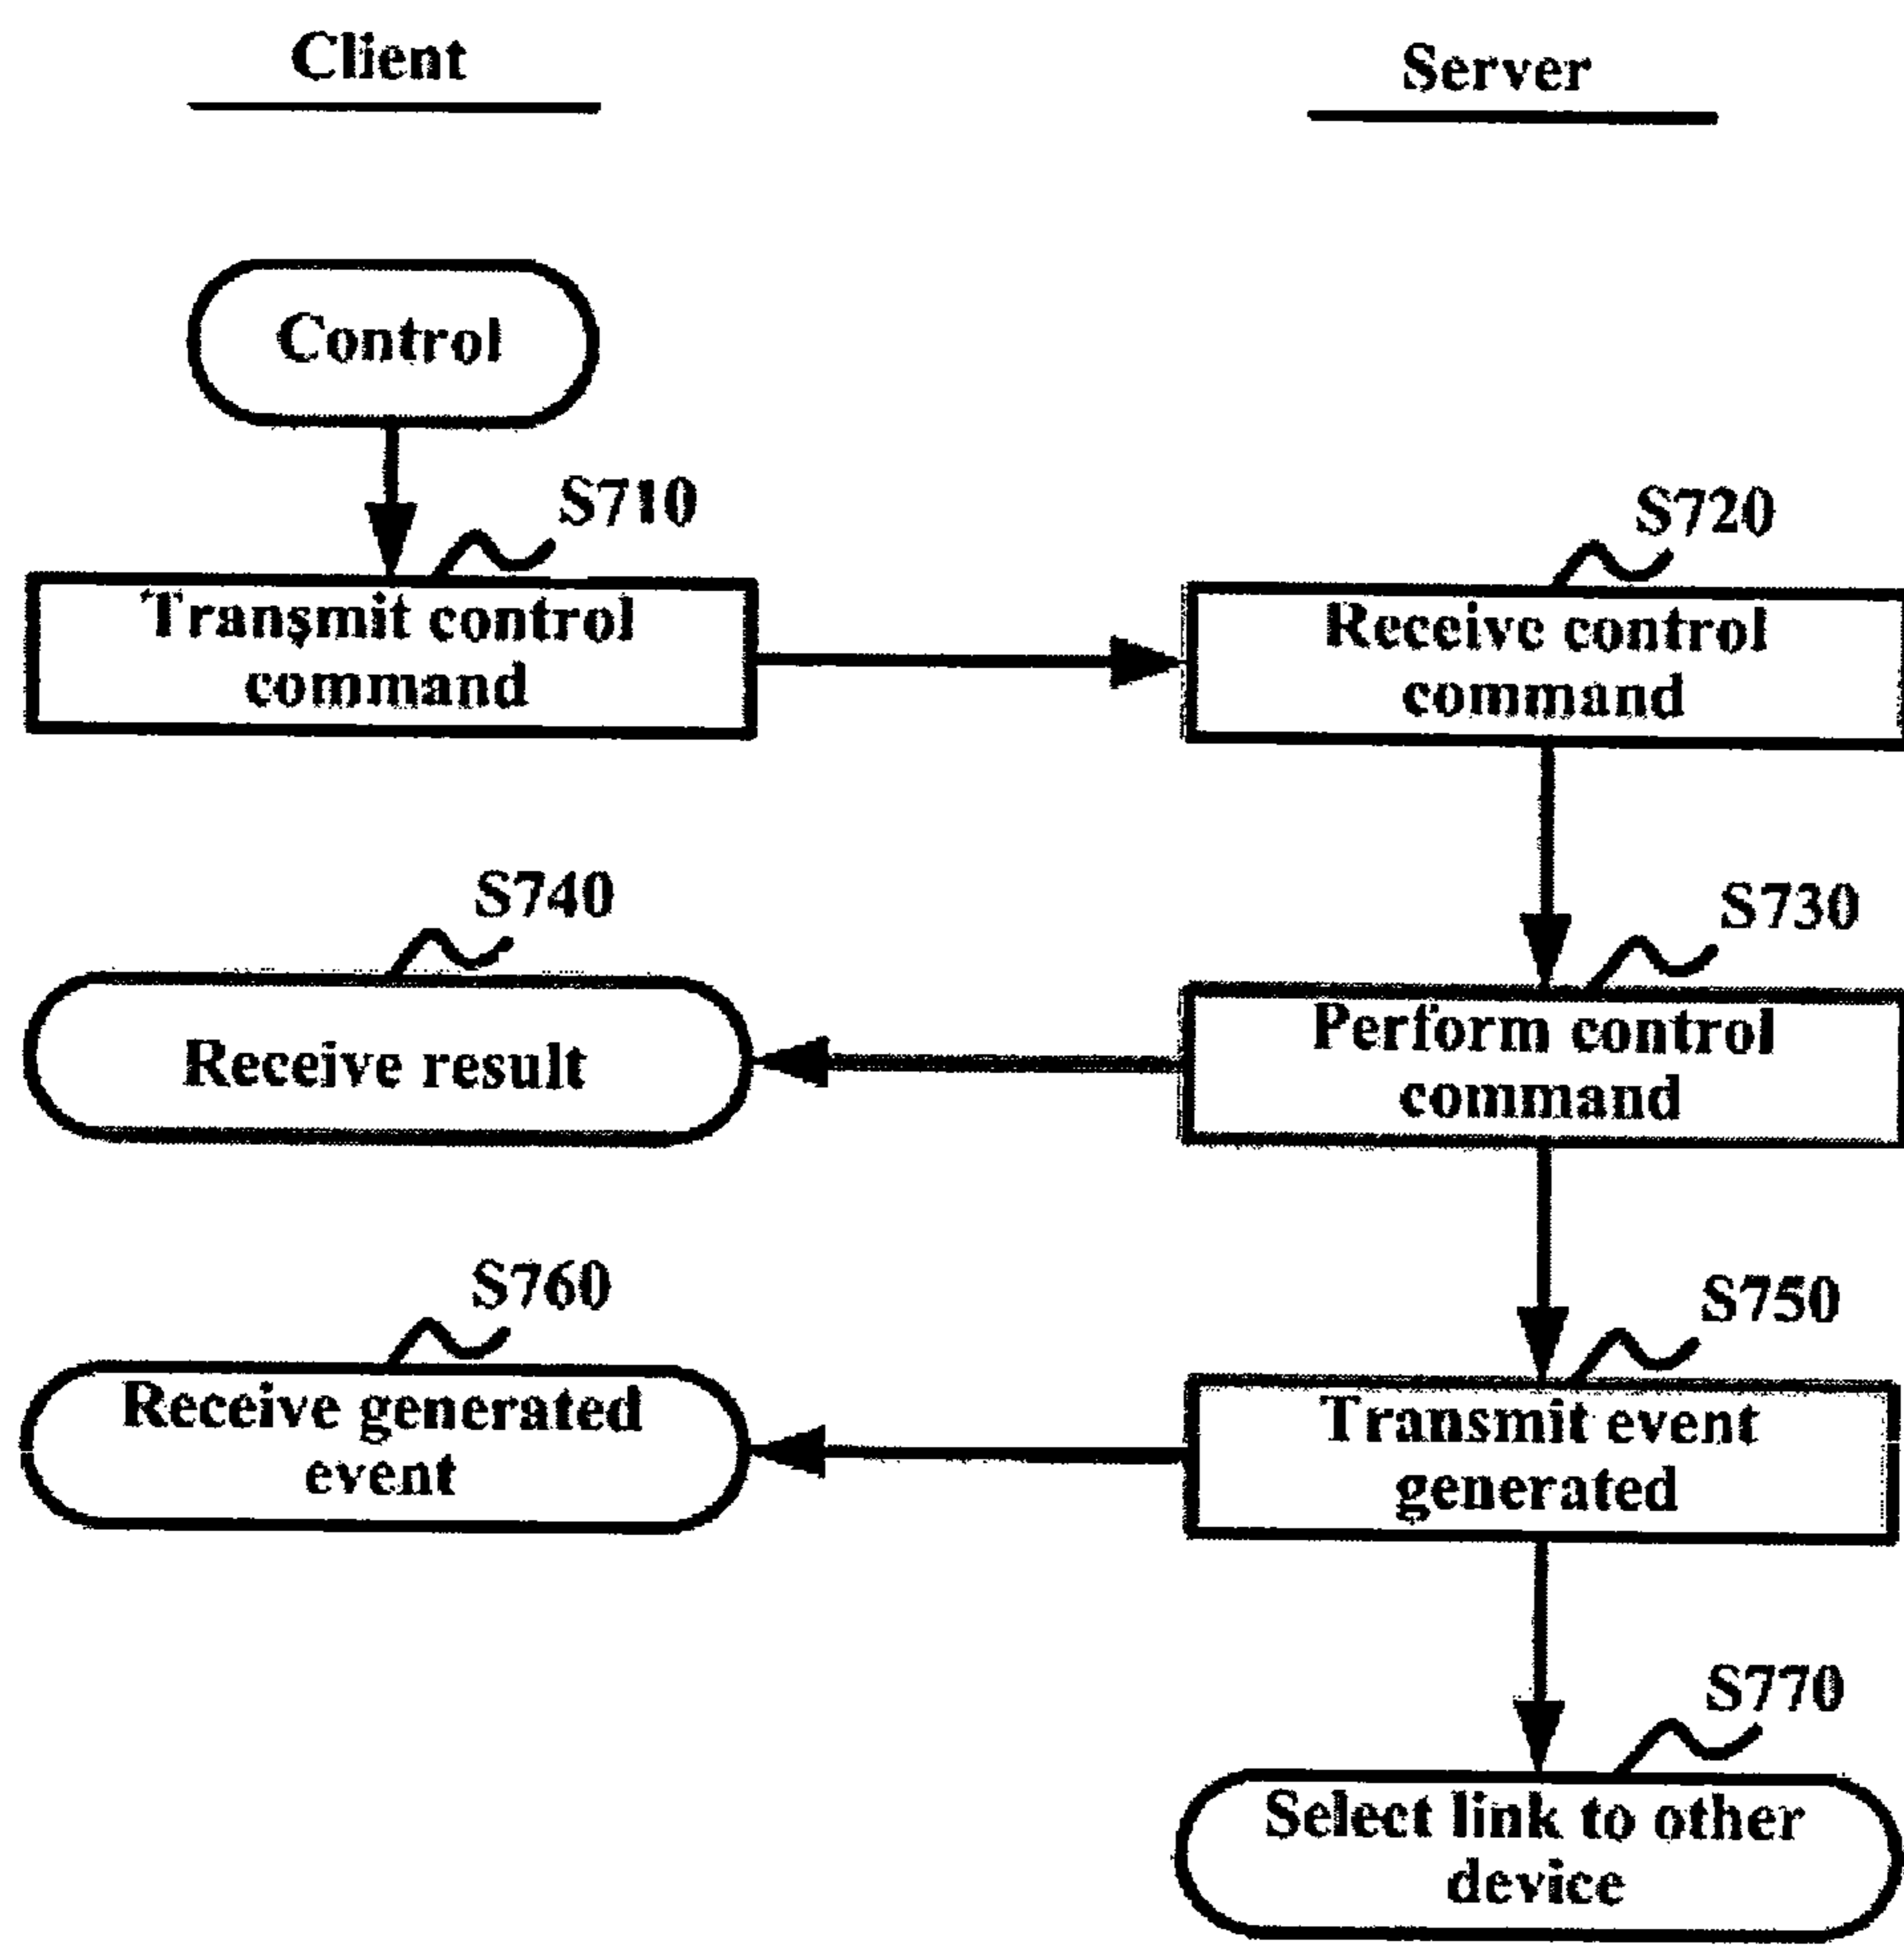 Client
Server
Control
S710
S720
Transmit control
command
Receive control
command
S740
S730
Receive result
Perform control
command
S760
S750
Receive generated
event
Transmit event
generated
S770
Select link to other
device